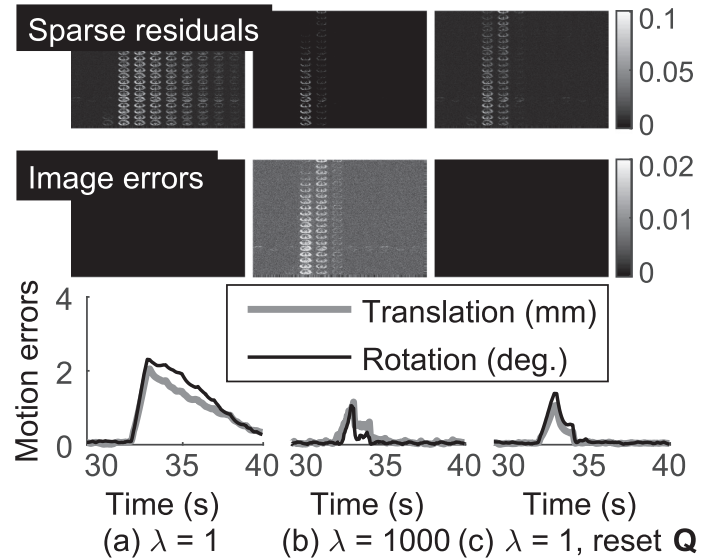 Sparse residuals
0.1
0.05
0
Image errors
0.02
0.01
0
Motion errors
4
2
0
Translation (mm)
Rotation (deg.)
30 35 40 30 35 40 30 35 40
Time (s) Time (s) Time (s)
(a) λ = 1 (b) λ = 1000 (c) λ = 1, reset Q